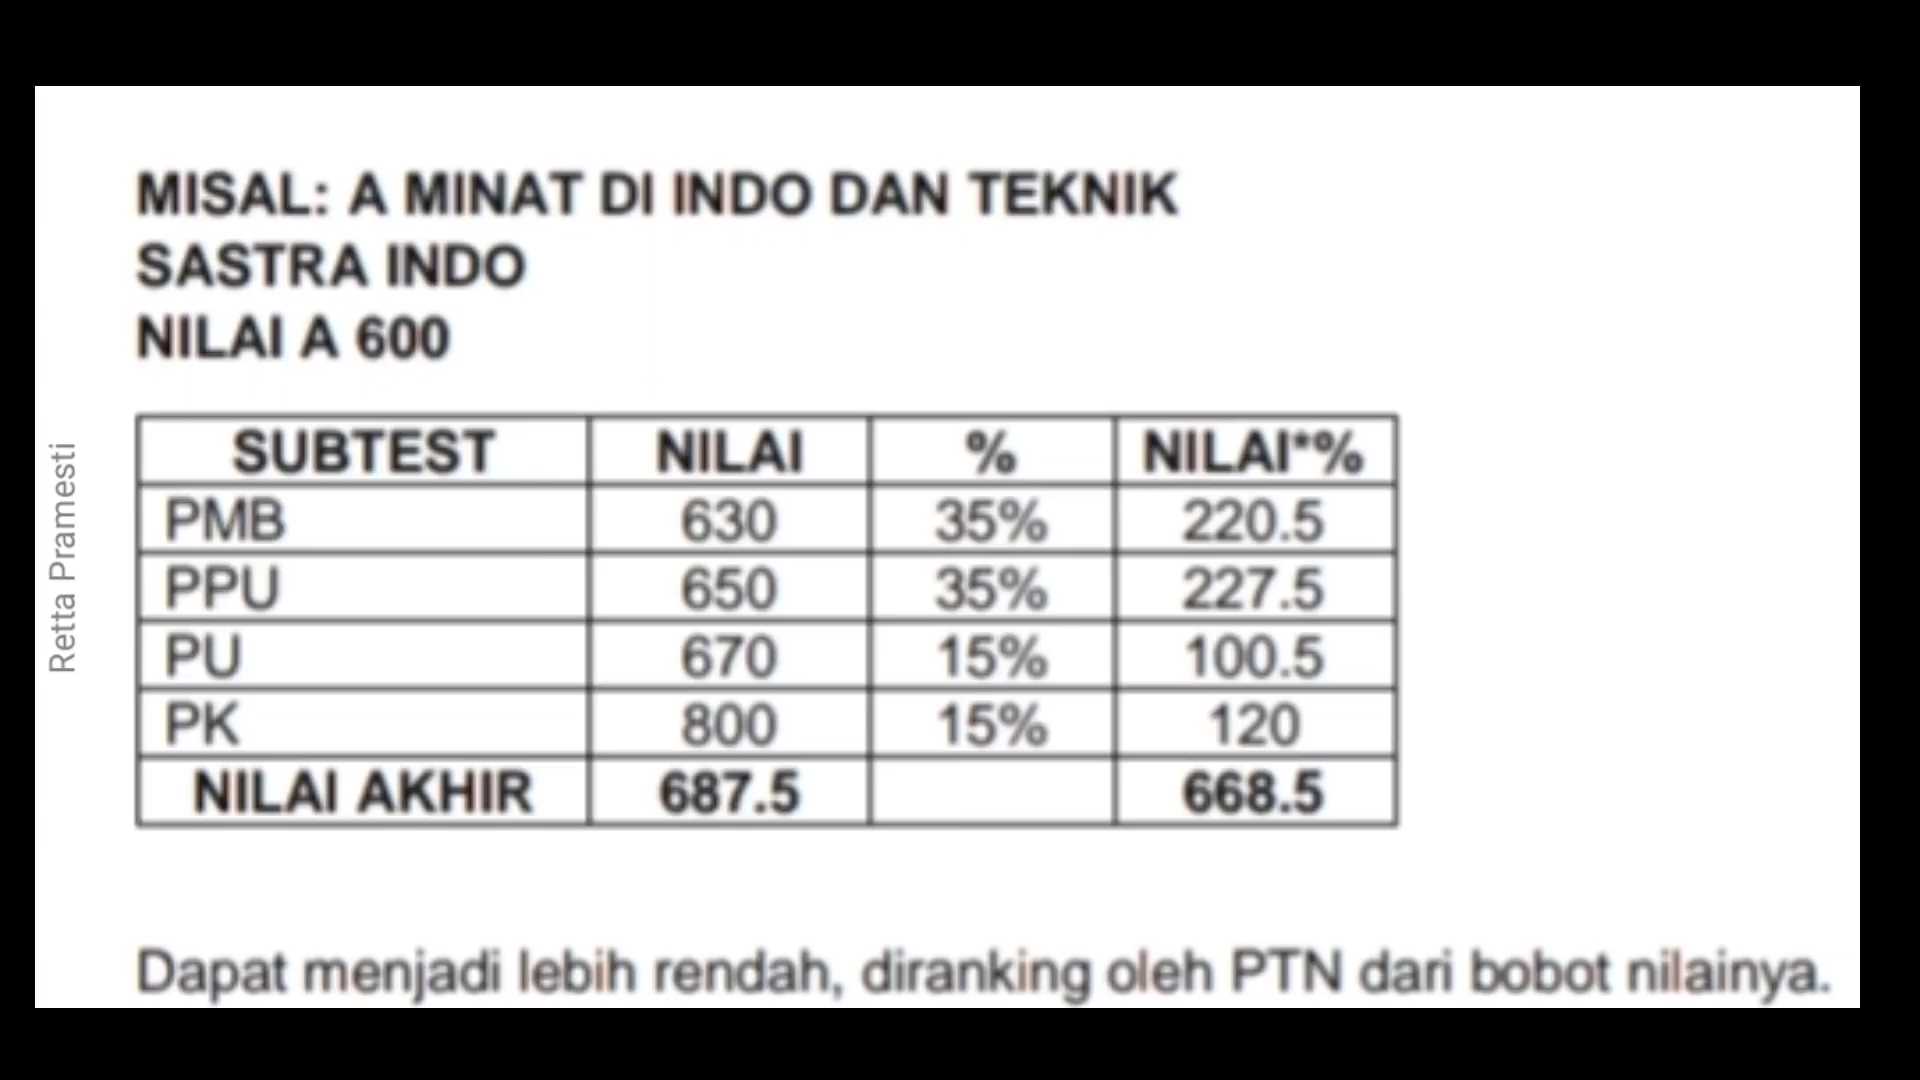 MISAL: A MINAT DI INDO DAN TEKNIK
SASTRA INDO
NILAI A 600
SUBTEST NILAI % NILAI*%
PMB 630 35% 220.5
PPU 650 35% 227.5
PU 670 15% 100.5
PK 800 15% 120
NILAI AKHIR 687.5 668.5
Dapat menjadi lebih rendah, diranking oleh PTN dari bobot nilainya.
Retta Pramesti